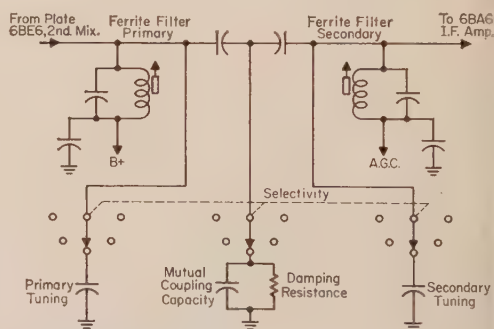 From Plate
6BE6, 2nd. Mix.
Ferrite Filter
Primary
Ferrite Filter
Secondary
To 6BA6
I.F. Amp.
B+
A.G.C.
Selectivity
Primary
Tuning
Mutual
Coupling
Capacity
Damping
Resistance
Secondary
Tuning